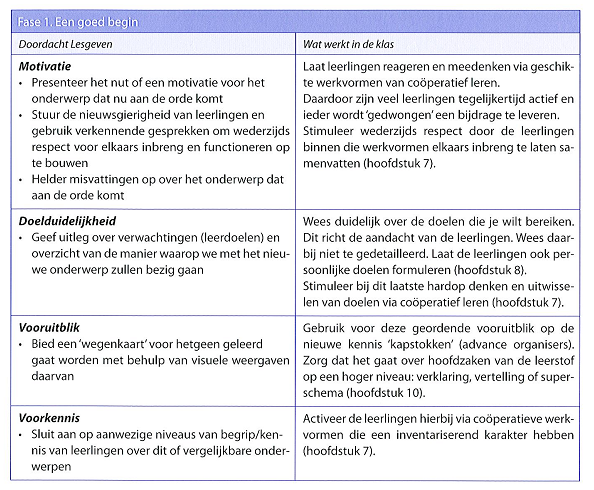 Fase 1. Een goed begin
Doordacht Lesgeven
Wat werkt in de klas
Motivatie
• Presenteer het nut of een motivatie voor het
onderwerp dat nu aan de orde komt
• Stuur de nieuwsgierigheid van leerlingen en
gebruik verkennende gesprekken om wederzijds
respect voor elkaars inbreng en functioneren op
te bouwen
• Helder misvattingen op over het onderwerp dat
aan de orde komt
Laat leerlingen reageren en meedenken via geschik-
te werkvormen van coöperatief leren.
Daardoor zijn veel leerlingen tegelijkertijd actief en
ieder wordt ‘gedwongen’ een bijdrage te leveren.
Stimuleer wederzijds respect door de leerlingen
binnen die werkvormen elkaars inbreng te laten sa-
menvatten (hoofdstuk 7).
Doelduidelijkheid
• Geef uitleg over verwachtingen (leerdoelen) en
overzicht van de manier waarop we met het nieu-
we onderwerp zullen bezig gaan
Wees duidelijk over de doelen die je wilt bereiken.
Dit richt de aandacht van de leerlingen. Wees daar-
bij niet te gedetailleerd. Laat de leerlingen ook per-
soonlijke doelen formuleren (hoofdstuk 8).
Stimuleer bij dit laatste hardop denken en uitwisse-
len van doelen via coöperatief leren (hoofdstuk 7).
Vooruitblik
• Bied een ‘wegenkaart’ voor hetgeen geleerd
gaat worden met behulp van visuele weergaven
daarvan
Gebruik voor deze geordende vooruitblik op de
nieuwe kennis ‘kapstokken’ (advance organisers).
Zorg dat het gaat over hoofdzaken van de leerstof
op een hoger niveau: verklaring, vertelling of super-
schema (hoofdstuk 10).
Voorkennis
• Sluit aan op aanwezige niveaus van begrip/ken-
nis van leerlingen over dit of vergelijkbare onder-
werpen
Activeer de leerlingen hierbij via coöperatieve werk-
vormen die een inventariserend karakter hebben
(hoofdstuk 7).